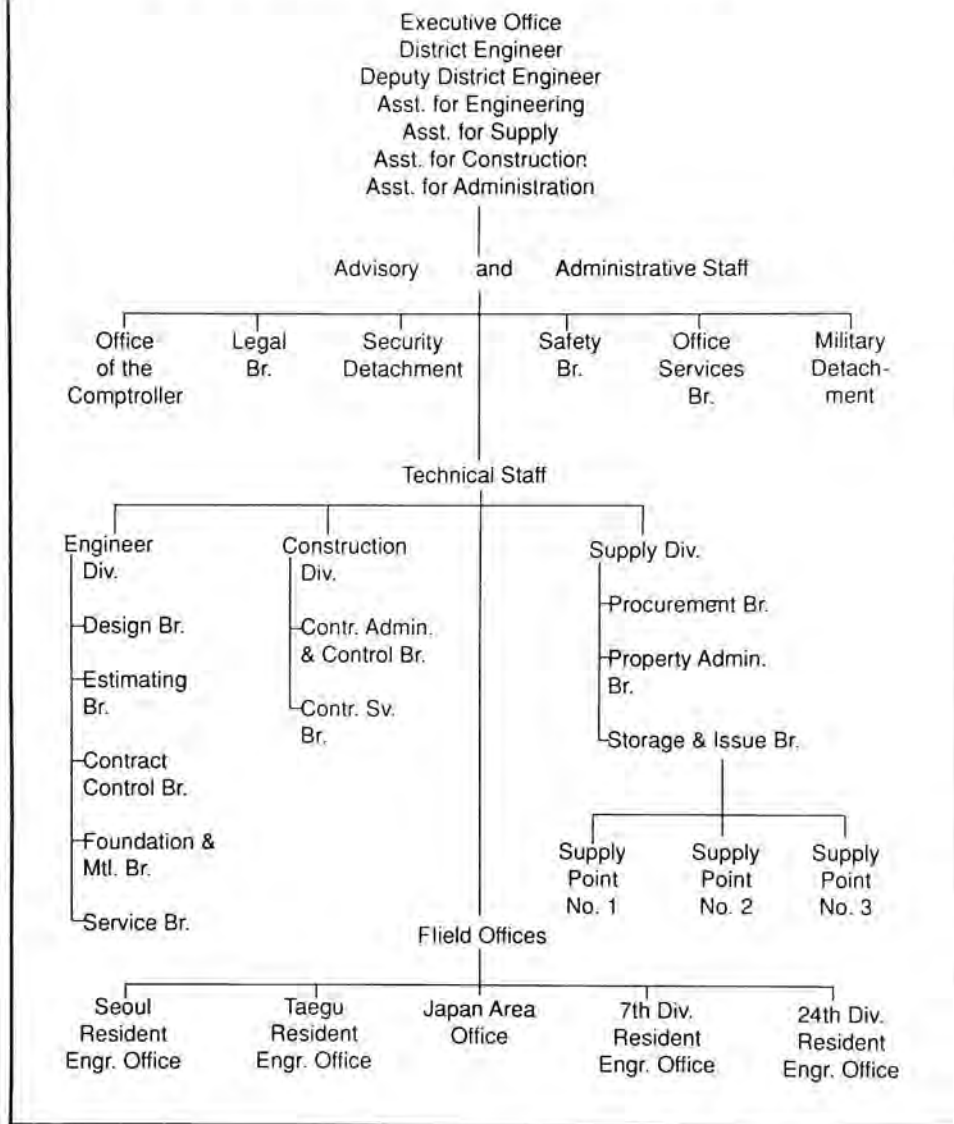 Executive Office
District Engineer
Deputy District Engineer
Asst. for Engineering
Asst. for Supply
Asst. for Construction
Asst. for Administration
Advisory and Administrative Staff
Office
of the
Comptroller
Legal
Br.
Security
Detachment
Safety
Br.
Office
Services
Br.
Military
Detach-
ment
Technical Staff
Engineer
Div.
Design Br.
Estimating
Br.
Contract
Control Br.
Foundation &
Mtl. Br.
Service Br.
Construction
Div.
Contr. Admin.
& Control Br.
Contr. Sv.
Br.
Supply Div.
Procurement Br.
Property Admin.
Br.
Storage & Issue Br.
Supply
Point
No. 1
Supply
Point
No. 2
Supply
Point
No. 3
Flield Offices
Seoul
Resident
Engr. Office
Taegu
Resident
Engr. Office
Japan Area
Office
7th Div.
Resident
Engr. Office
24th Div.
Resident
Engr. Office